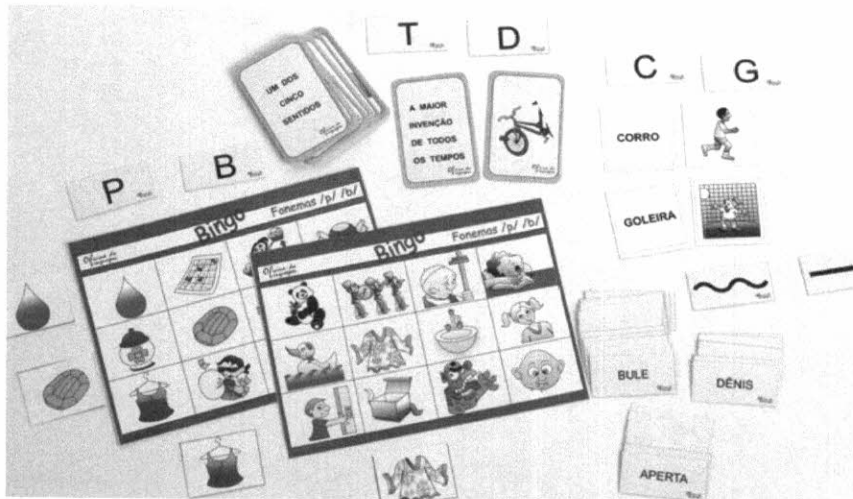 T
D
C
G
UM DOS
CINCO
SENTIDOS
A MAIOR
INVENÇÃO
DE TODOS
OS TEMPOS
CORRO
P
B
GOLEIRA
Bingo
Fonemas /p/ /b/
Bingo
Fonemas /p/ /b/
BULE
DÊNIS
APERTA